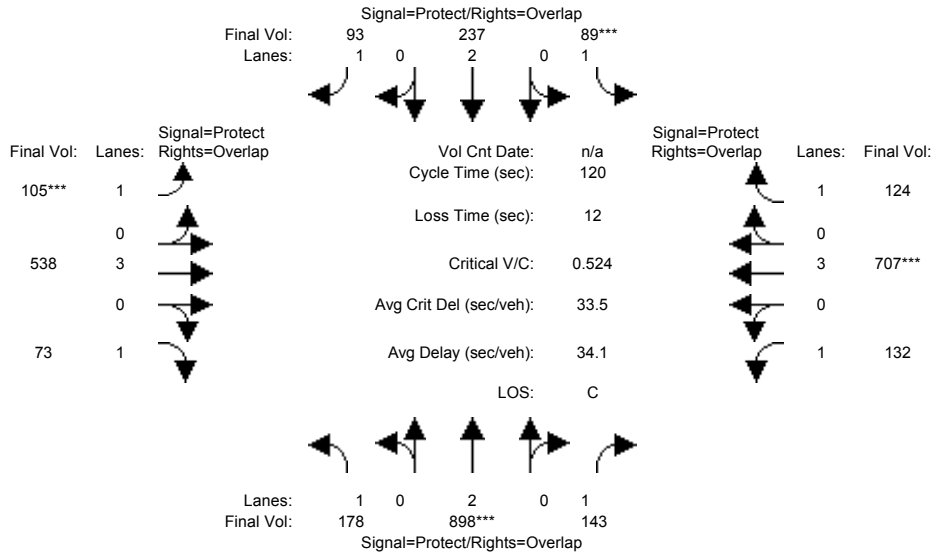 Signal=Protect/Rights=Overlap
Final Vol: 93 237 89***
Lanes: 1 0 2 0 1
Signal=Protect Signal=Protect
Final Vol: Lanes: Rights=Overlap Vol Cnt Date: n/a Rights=Overlap Lanes: Final Vol:
Cycle Time (sec): 120
105*** 1 1 124
Loss Time (sec): 12
0 0
538 3 Critical V/C: 0.524 3 707***
0 Avg Crit Del (sec/veh): 33.5 0
73 1 Avg Delay (sec/veh): 34.1 1 132
LOS: C
Lanes: 1 0 2 0 1
Final Vol: 178 898*** 143
Signal=Protect/Rights=Overlap